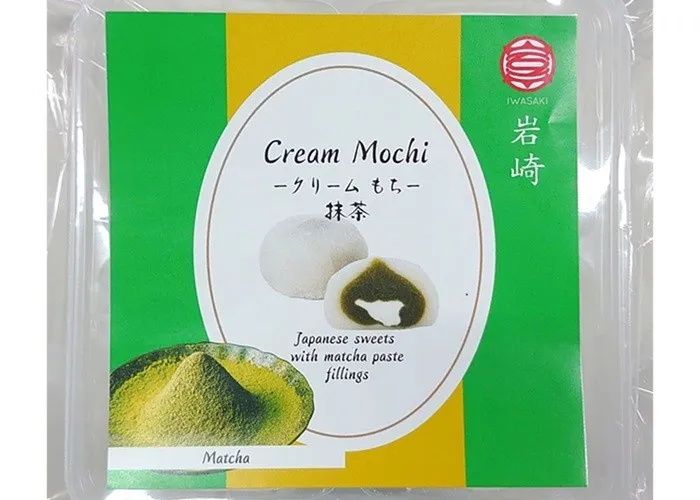 IWASAKI
岩崎
Cream Mochi
ークリーム もちー
抹茶
Japanese sweets
with matcha paste
fillings
Matcha